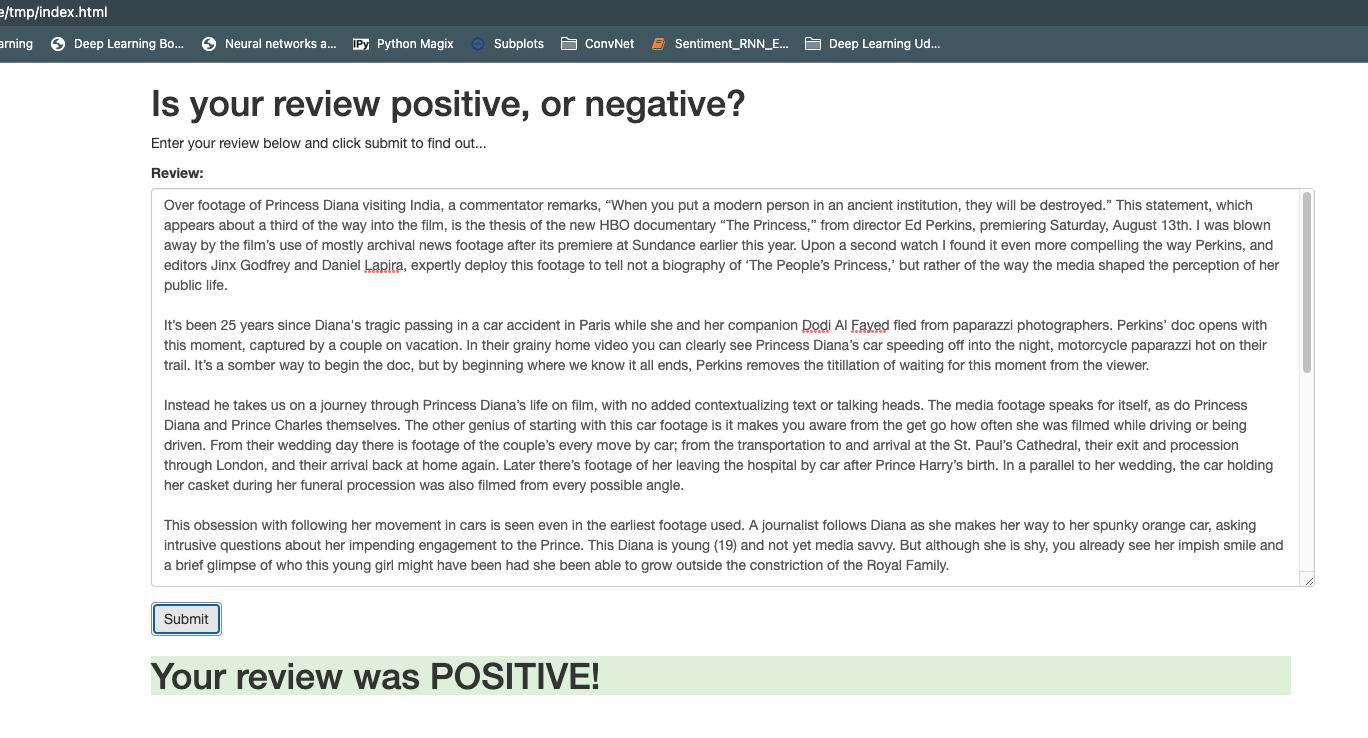 e/tmp/index.html
arning Deep Learning Bo... Neural networks a... IPy Python Magix Subplots ConvNet Sentiment_RNN_E... Deep Learning Ud...
Is your review positive, or negative?
Enter your review below and click submit to find out...
Review:
Over footage of Princess Diana visiting India, a commentator remarks, “When you put a modern person in an ancient institution, they will be destroyed.” This statement, which
appears about a third of the way into the film, is the thesis of the new HBO documentary “The Princess,” from director Ed Perkins, premiering Saturday, August 13th. I was blown
away by the film’s use of mostly archival news footage after its premiere at Sundance earlier this year. Upon a second watch I found it even more compelling the way Perkins, and
editors Jinx Godfrey and Daniel Lapira, expertly deploy this footage to tell not a biography of ‘The People’s Princess,’ but rather of the way the media shaped the perception of her
public life.
It’s been 25 years since Diana's tragic passing in a car accident in Paris while she and her companion Dodi Al Fayed fled from paparazzi photographers. Perkins’ doc opens with
this moment, captured by a couple on vacation. In their grainy home video you can clearly see Princess Diana’s car speeding off into the night, motorcycle paparazzi hot on their
trail. It’s a somber way to begin the doc, but by beginning where we know it all ends, Perkins removes the titillation of waiting for this moment from the viewer.
Instead he takes us on a journey through Princess Diana’s life on film, with no added contextualizing text or talking heads. The media footage speaks for itself, as do Princess
Diana and Prince Charles themselves. The other genius of starting with this car footage is it makes you aware from the get go how often she was filmed while driving or being
driven. From their wedding day there is footage of the couple’s every move by car; from the transportation to and arrival at the St. Paul’s Cathedral, their exit and procession
through London, and their arrival back at home again. Later there’s footage of her leaving the hospital by car after Prince Harry’s birth. In a parallel to her wedding, the car holding
her casket during her funeral procession was also filmed from every possible angle.
This obsession with following her movement in cars is seen even in the earliest footage used. A journalist follows Diana as she makes her way to her spunky orange car, asking
intrusive questions about her impending engagement to the Prince. This Diana is young (19) and not yet media savvy. But although she is shy, you already see her impish smile and
a brief glimpse of who this young girl might have been had she been able to grow outside the constriction of the Royal Family.
Submit
Your review was POSITIVE!